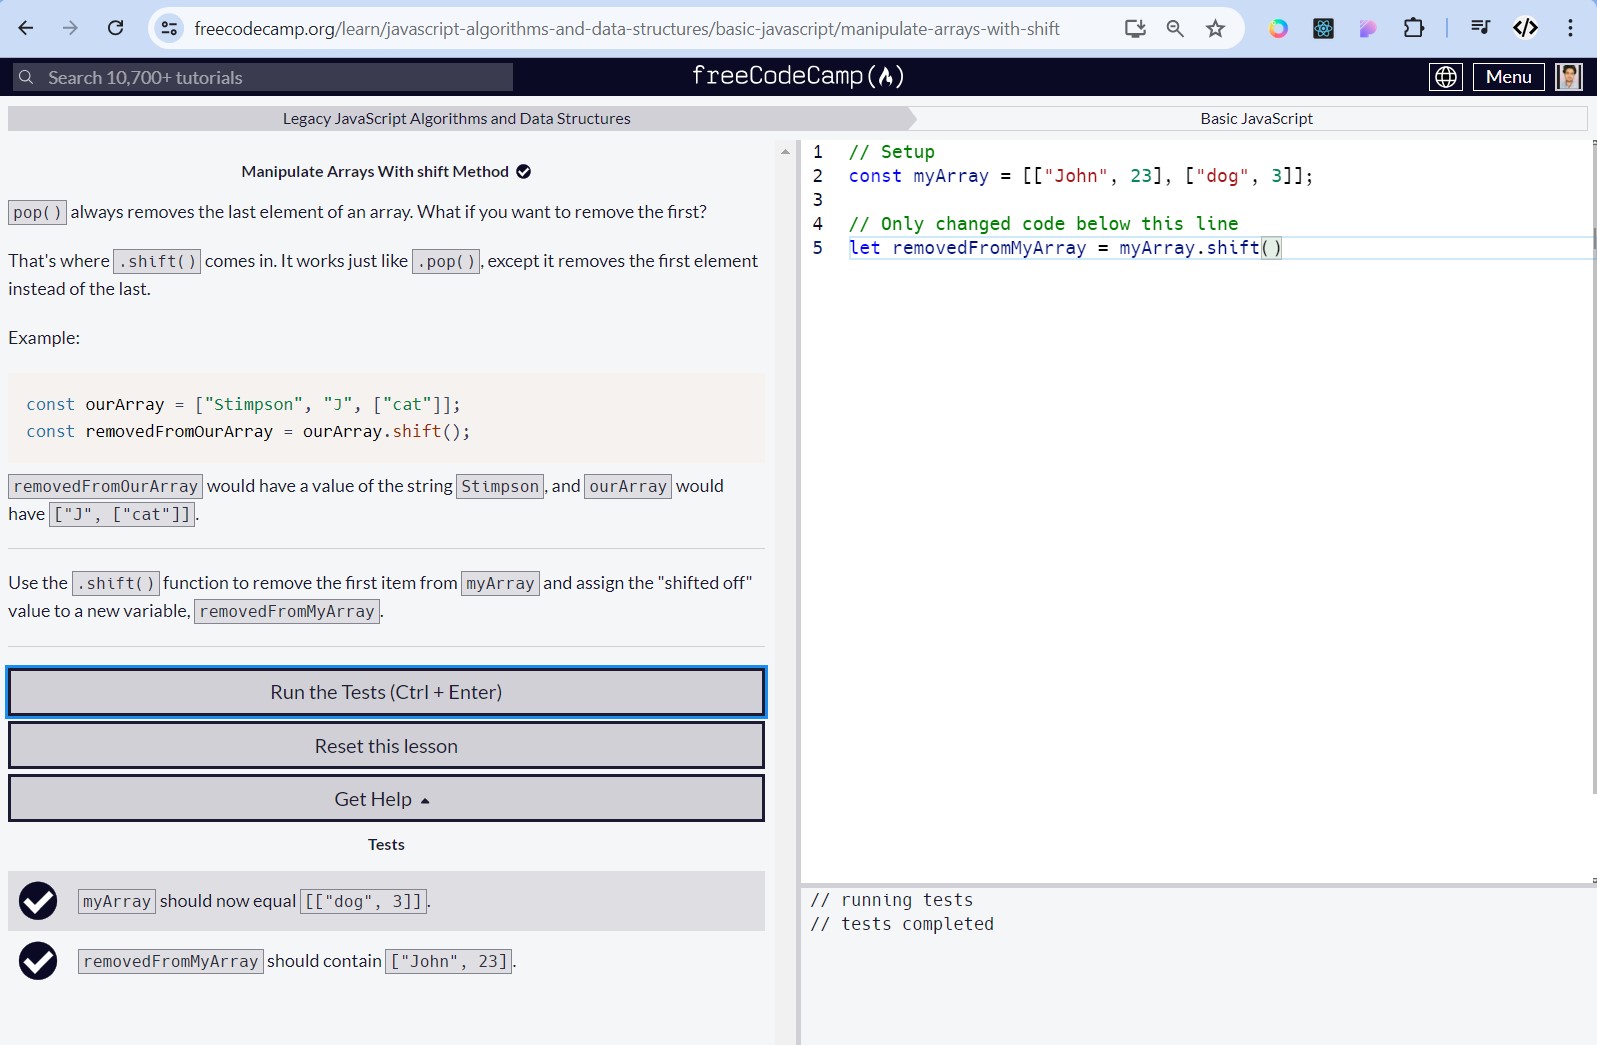 freecodecamp.org/learn/javascript-algorithms-and-data-structures/basic-javascript/manipulate-arrays-with-shift
Search 10,700+ tutorials
freeCodeCamp
Menu
Legacy JavaScript Algorithms and Data Structures
Basic JavaScript
Manipulate Arrays With shift Method
pop() always removes the last element of an array. What if you want to remove the first?
That's where .shift() comes in. It works just like .pop(), except it removes the first element
instead of the last.
Example:
const ourArray = ["Stimpson", "J", ["cat"]];
const removedFromOurArray = ourArray.shift();
removedFromOurArray would have a value of the string Stimpson, and ourArray would
have ["J", ["cat"]].
Use the .shift() function to remove the first item from myArray and assign the "shifted off"
value to a new variable, removedFromMyArray.
Run the Tests (Ctrl + Enter)
Reset this lesson
Get Help
Tests
myArray should now equal [["dog", 3]].
removedFromMyArray should contain ["John", 23].
1 // Setup
2 const myArray = [["John", 23], ["dog", 3]];
3
4 // Only changed code below this line
5 let removedFromMyArray = myArray.shift()
// running tests
// tests completed